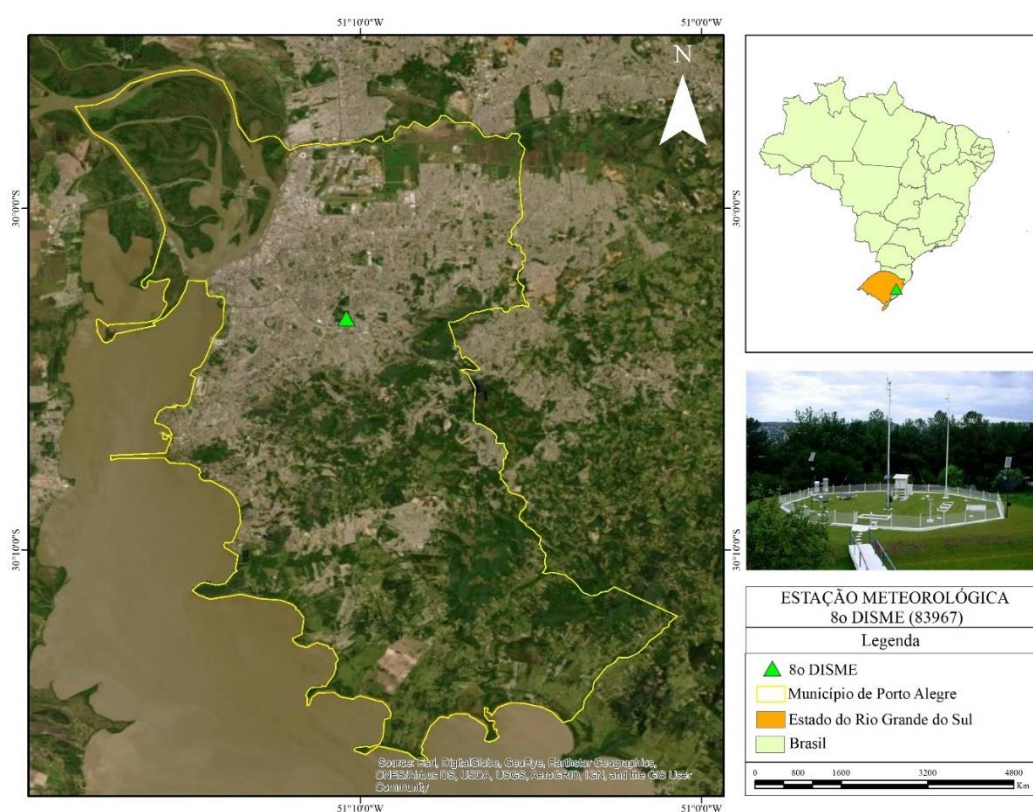 51°10'0"W
51°0'0"W
N
30°0'0"S
30°0'0"S
30°10'0"S
30°10'0"S
Source: Esri, DigitalGlobe, GeoEye, Earthstar Geographics,
CNES/Airbus DS, USDA, USGS, AeroGRID, IGN, and the GIS User
Community
51°10'0"W
51°0'0"W
ESTAÇÃO METEOROLÓGICA
8o DISME (83967)
Legenda
8o DISME
Município de Porto Alegre
Estado do Rio Grande do Sul
Brasil
0 800 1600 3200 4800
Km